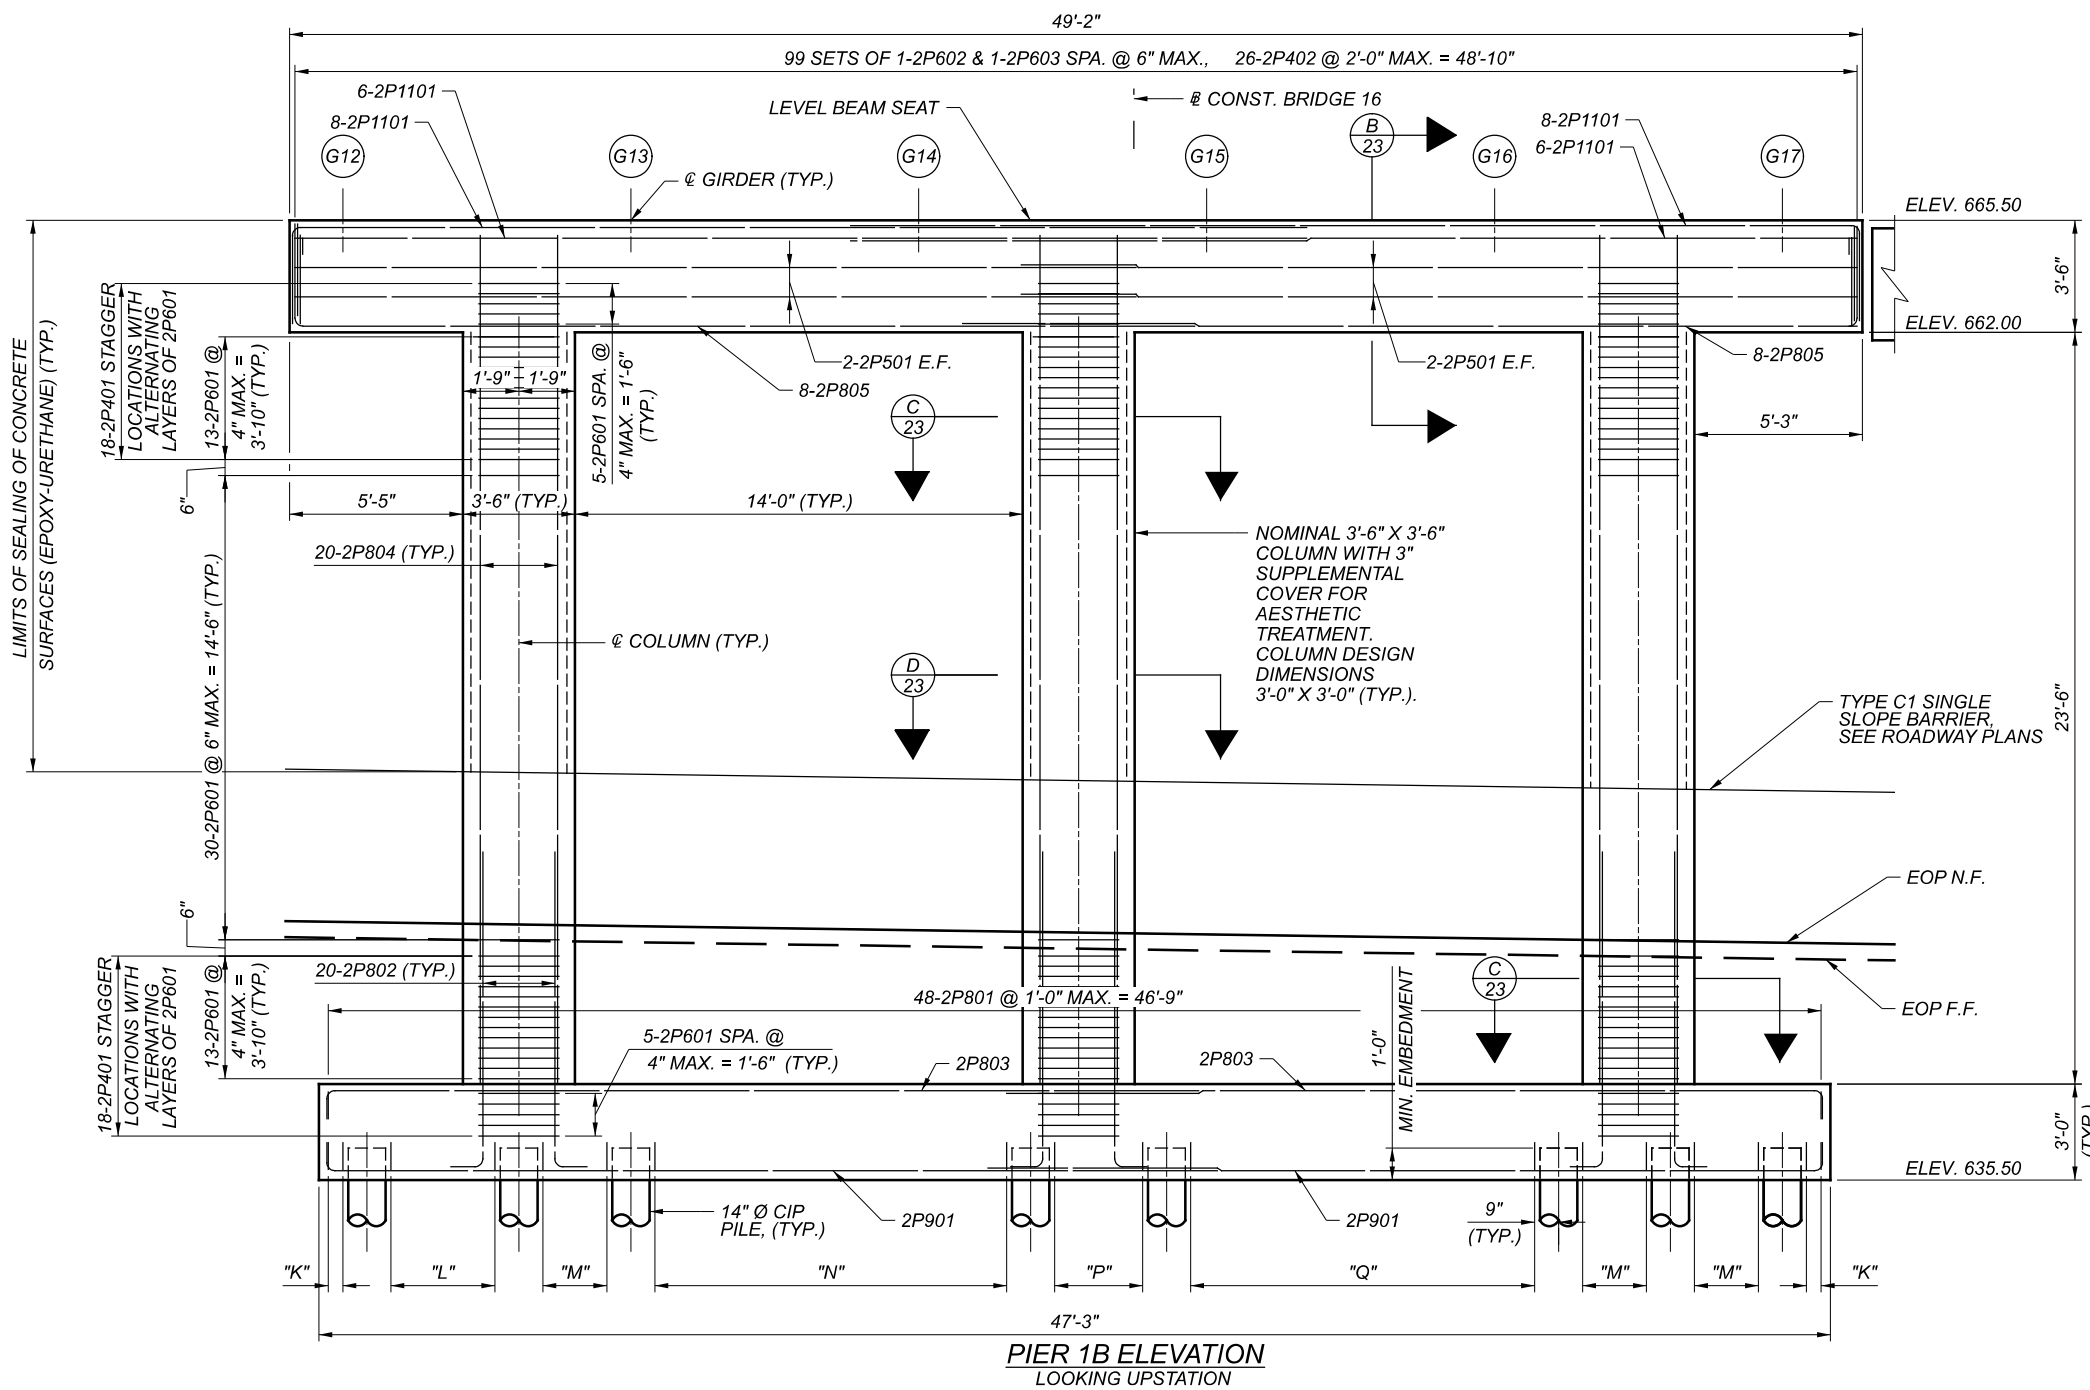 49'-2"
99 SETS OF 1-2P602 & 1-2P603 SPA. @ 6" MAX.,
26-2P402 @ 2'-0" MAX. = 48'-10"
6-2P1101
8-2P1101
LEVEL BEAM SEAT
℄ CONST. BRIDGE 16
B
23
8-2P1101
6-2P1101
G12
G13
G14
G15
G16
G17
℄ GIRDER (TYP.)
ELEV. 665.50
3'-6"
ELEV. 662.00
LIMITS OF SEALING OF CONCRETE
SURFACES (EPOXY-URETHANE) (TYP.)
18-2P401 STAGGER
LOCATIONS WITH
ALTERNATING
LAYERS OF 2P601
13-2P601 @
4" MAX. =
3'-10" (TYP.)
6"
1'-9"
1'-9"
5-2P601 SPA. @
4" MAX. = 1'-6"
(TYP.)
2-2P501 E.F.
8-2P805
2-2P501 E.F.
8-2P805
C
23
5'-3"
5'-5"
3'-6" (TYP.)
14'-0" (TYP.)
20-2P804 (TYP.)
NOMINAL 3'-6" X 3'-6"
COLUMN WITH 3"
SUPPLEMENTAL
COVER FOR
AESTHETIC
TREATMENT.
COLUMN DESIGN
DIMENSIONS
3'-0" X 3'-0" (TYP.).
30-2P601 @ 6" MAX. = 14'-6" (TYP.)
℄ COLUMN (TYP.)
D
23
TYPE C1 SINGLE
SLOPE BARRIER,
SEE ROADWAY PLANS
23'-6"
EOP N.F.
6"
18-2P401 STAGGER
LOCATIONS WITH
ALTERNATING
LAYERS OF 2P601
13-2P601 @
4" MAX. =
3'-10" (TYP.)
20-2P802 (TYP.)
48-2P801 @ 1'-0" MAX. = 46'-9"
C
23
EOP F.F.
5-2P601 SPA. @
4" MAX. = 1'-6" (TYP.)
2P803
2P803
1'-0"
MIN. EMBEDMENT
3'-0"
(TYP.)
ELEV. 635.50
14" Ø CIP
PILE, (TYP.)
2P901
2P901
9"
(TYP.)
"K"
"L"
"M"
"N"
"P"
"Q"
"M"
"M"
"K"
47'-3"
PIER 1B ELEVATION
LOOKING UPSTATION